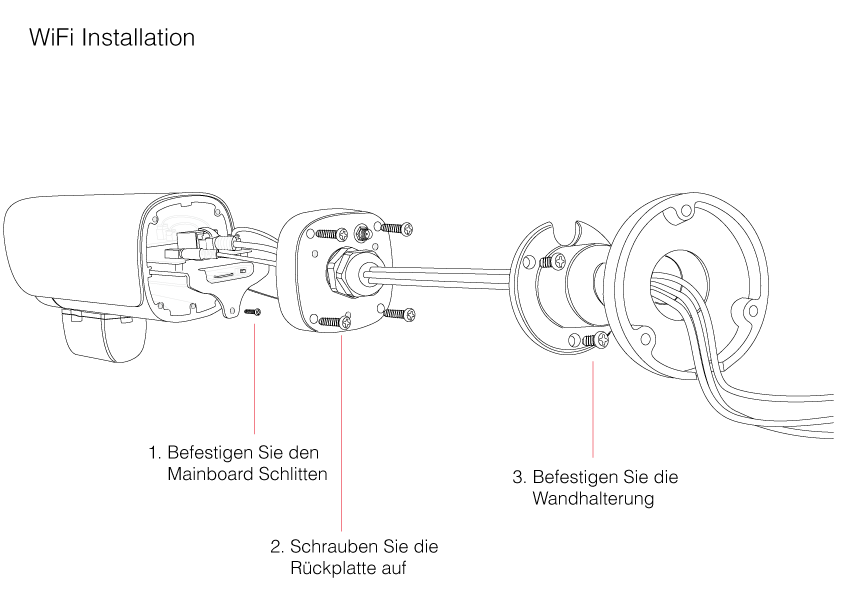 WiFi Installation
1. Befestigen Sie den
Mainboard Schlitten
3. Befestigen Sie die
Wandhalterung
2. Schrauben Sie die
Rückplatte auf